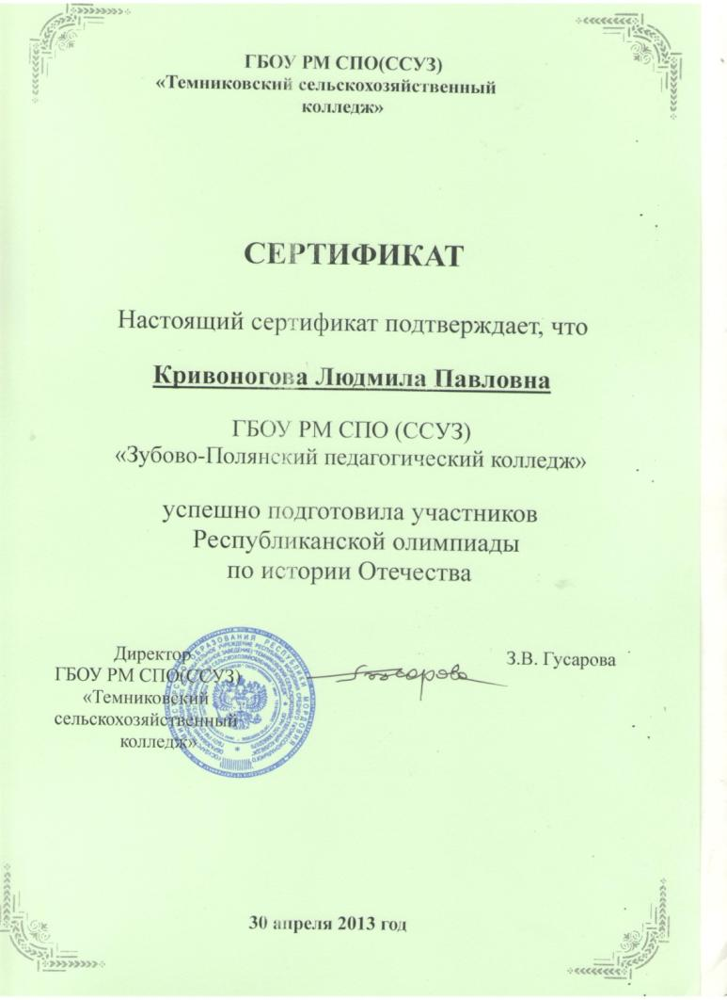 ГБОУ РМ СПО(ССУЗ)
«Темниковский сельскохозяйственный
колледж»
СЕРТИФИКАТ
Настоящий сертификат подтверждает, что
Кривоногова Людмила Павловна
ГБОУ РМ СПО (ССУЗ)
«Зубово-Полянский педагогический колледж»
успешно подготовила участников
Республиканской олимпиады
по истории Отечества
Директор
ГБОУ РМ СПО(ССУЗ)
«Темниковский
сельскохозяйственный
колледж»
Гусарова
З.В. Гусарова
30 апреля 2013 год